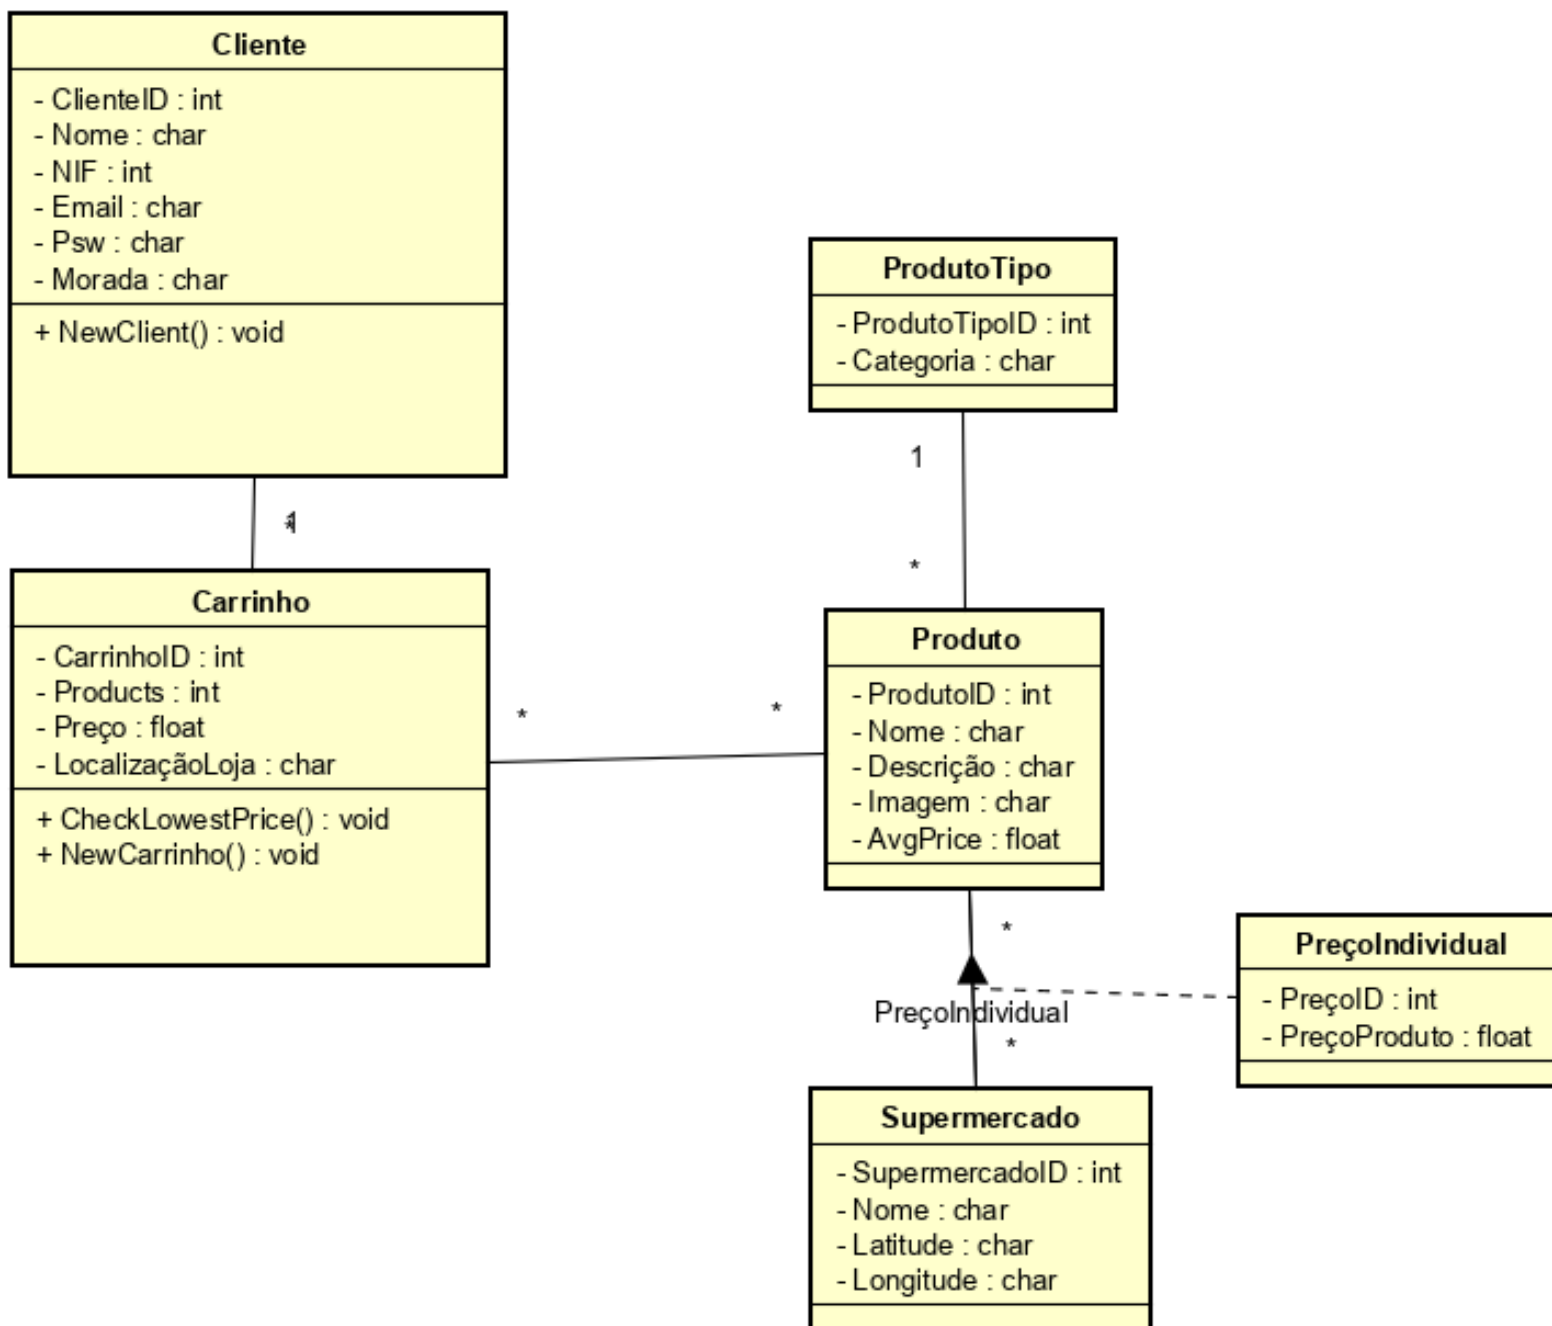 Cliente
- ClienteID : int
- Nome : char
- NIF : int
- Email : char
- Psw : char
- Morada : char
+ NewClient() : void
Carrinho
- CarrinhoID : int
- Products : int
- Preço : float
- LocalizaçãoLoja : char
+ CheckLowestPrice() : void
+ NewCarrinho() : void
*
*
ProdutoTipo
- ProdutoTipoID : int
- Categoria : char
1
*
Produto
- ProdutoID : int
- Nome : char
- Descrição : char
- Imagem : char
- AvgPrice : float
*
PreçoIndividual
*
PreçoIndividual
- PreçoID : int
- PreçoProduto : float
Supermercado
- SupermercadoID : int
- Nome : char
- Latitude : char
- Longitude : char